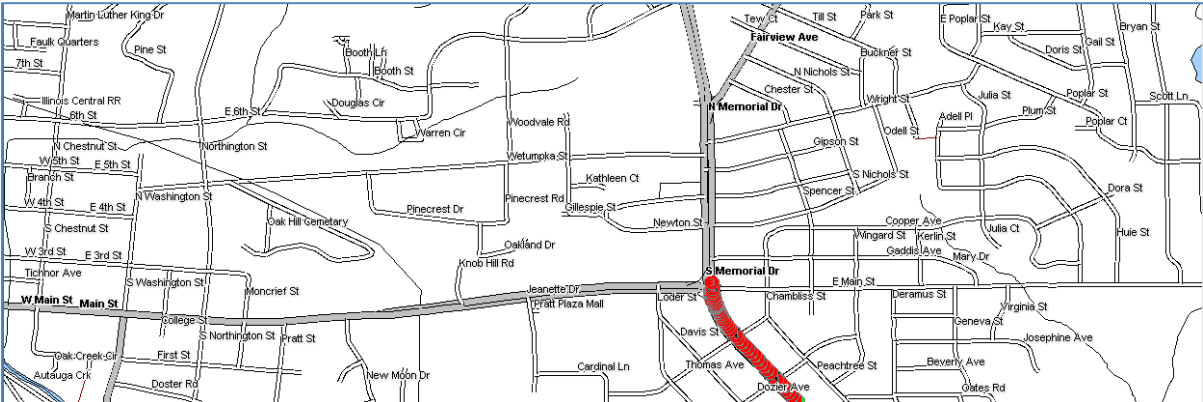 Martin Luther King Dr
Tew Ct
Till St
Park St
E Poplar St
Kay St
Bryan St
Faulk Quarters
Pine St
Booth Ln
Fairview Ave
Buckner St
Doris St
Gail St
7th St
Booth St
N Nichols St
Chester St
Illinois Central RR
Douglas Cir
N Memorial Dr
Wright St
Julia St
Poplar St
Scott Ln
6th St
E 6th St
Woodvale Rd
Adell Pl
Plum St
Poplar Ct
Warren Cir
Odell St
Gipson St
N Chestnut St
Northington St
Wetumpka St
W 5th St
E 5th St
Branch St
Kathleen Ct
S Nichols St
Spencer St
Dora St
N Washington St
Pinecrest Rd
W 4th St
E 4th St
Pinecrest Dr
Gillespie St
Oak Hill Cemetary
Newton St
Cooper Ave
S Chestnut St
Wingard St
Kerlin St
Julia Ct
Huie St
Oakland Dr
Gaddis Ave
Mary Dr
W 3rd St
E 3rd St
Knob Hill Rd
S Memorial Dr
Tichnor Ave
S Washington St
Moncrief St
Jeanette Dr
E Main St
W Main St
Main St
Pratt Plaza Mall
Loder St
Chambliss St
Deramus St
Virginia St
College St
Geneva St
S Northington St
Pratt St
Davis St
Josephine Ave
Oak Creek Cir
First St
Thomas Ave
Peachtree St
Beverly Ave
Autauga Crk
New Moon Dr
Cardinal Ln
Doster Rd
Dozier Ave
Oates Rd